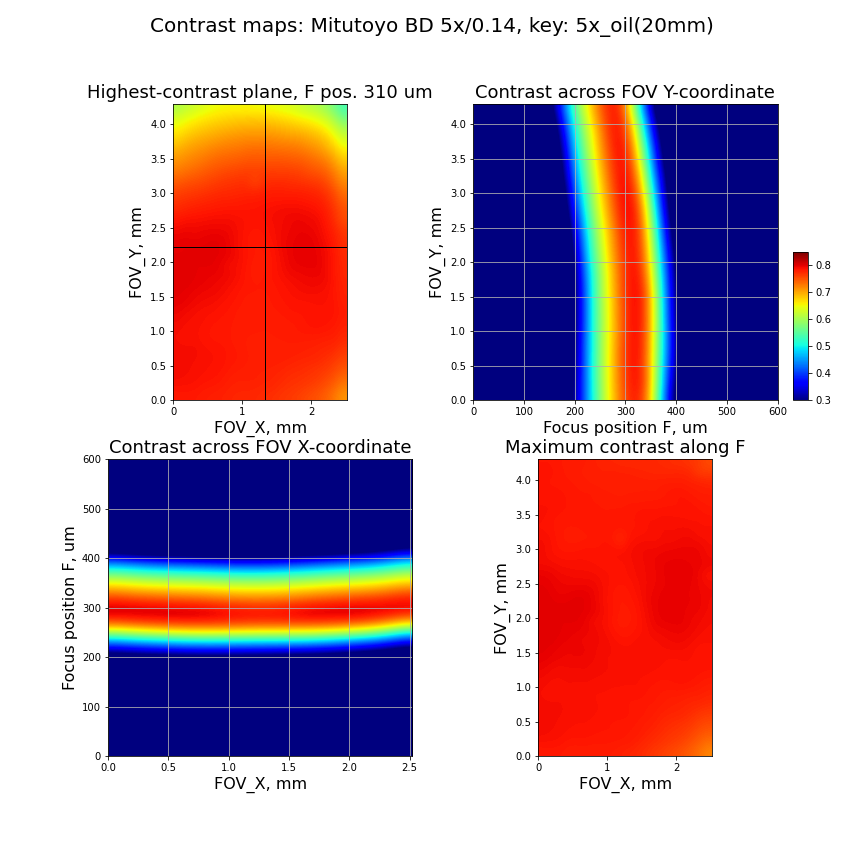 Contrast maps: Mitutoyo BD 5x/0.14, key: 5x_oil(20mm)
Highest-contrast plane, F pos. 310 um
4.0
3.5
3.0
2.5
2.0
1.5
1.0
0.5
0.0
FOV_Y, mm
0 1 2
FOV_X, mm
Contrast across FOV Y-coordinate
4.0
3.5
3.0
2.5
2.0
1.5
1.0
0.5
0.0
FOV_Y, mm
0 100 200 300 400 500 600
Focus position F, um
0.8
0.7
0.6
0.5
0.4
0.3
Contrast across FOV X-coordinate
600
500
400
300
200
100
0
Focus position F, um
0.0 0.5 1.0 1.5 2.0 2.5
FOV_X, mm
Maximum contrast along F
4.0
3.5
3.0
2.5
2.0
1.5
1.0
0.5
0.0
FOV_Y, mm
0 1 2
FOV_X, mm